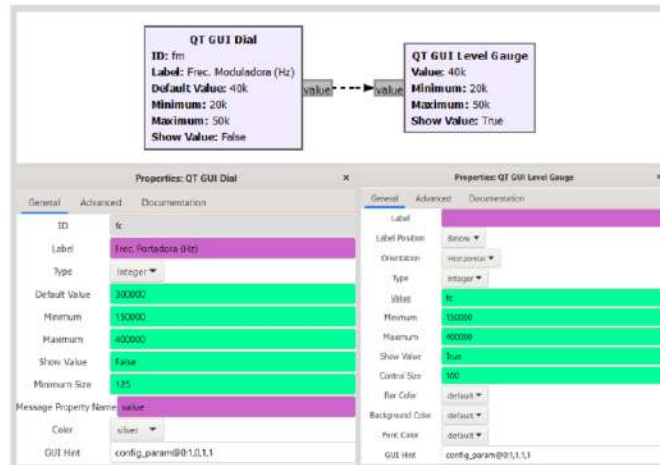 QT GUI Dial
ID: fm
Label: Frec. Moduladora (Hz)
Default Value: 40k
Minimum: 20k
Maximum: 50k
Show Value: False
value
value
QT GUI Level Gauge
Value: 40k
Minimum: 20k
Maximum: 50k
Show Value: True
Properties: QT GUI Dial
×
General Advanced Documentation
ID fc
Label Frec. Portadora (Hz)
Type Integer
Default Value 300000
Minimum 150000
Maximum 400000
Show Value False
Minimum Size 125
Message Property Name value
Color silver
GUI Hint config_param@0:1,0,1,1
Properties: QT GUI Level Gauge
×
General Advanced Documentation
Label
Label Position Below
Orientation Horizontal
Type Integer
Value fc
Minimum 150000
Maximum 400000
Show Value True
Control Size 100
Bar Color default
Background Color default
Font Color default
GUI Hint config_param@0:1,1,1,1